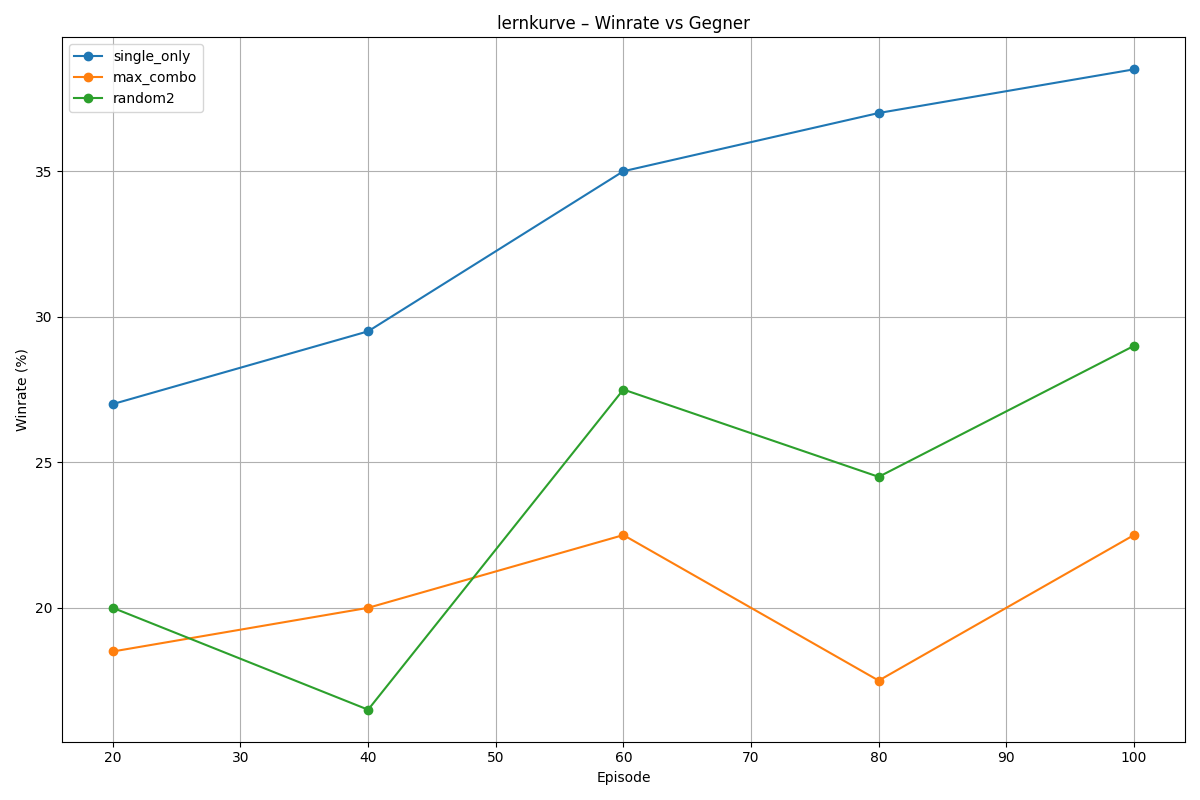 lernkurve – Winrate vs Gegner
single_only
max_combo
random2
Winrate (%)
35
30
25
20
20 30 40 50 60 70 80 90 100
Episode